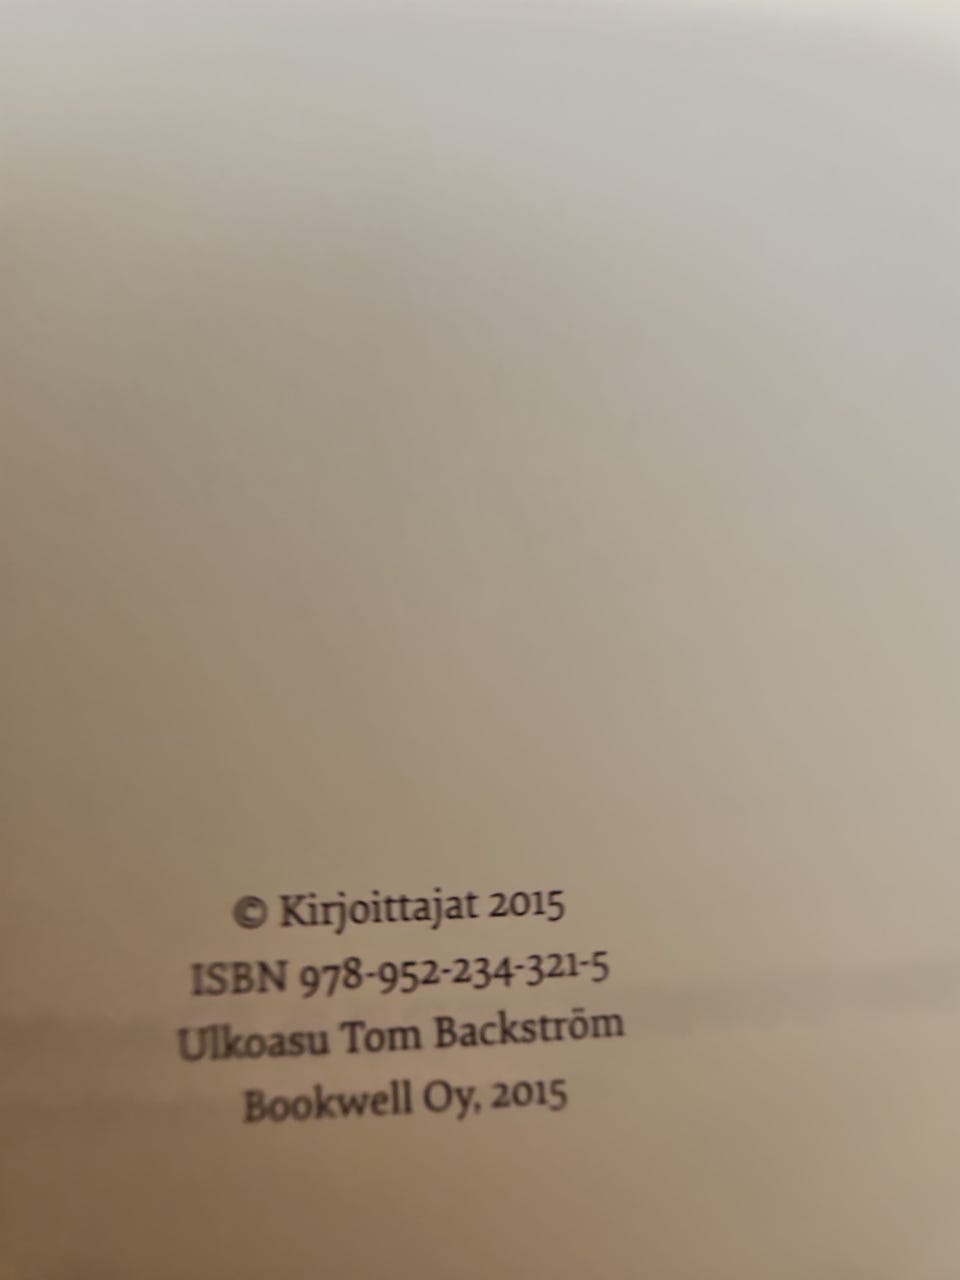 © Kirjoittajat 2015
ISBN 978-952-234-321-5
Ulkoasu Tom Backström
Bookwell Oy, 2015